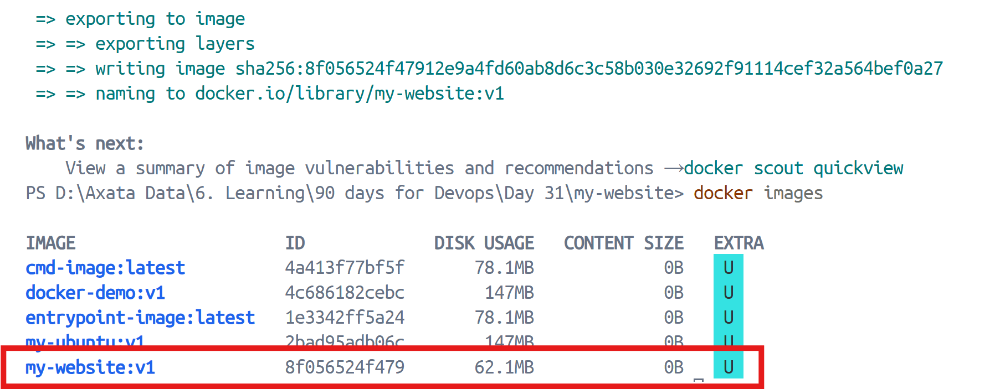 => exporting to image
=> => exporting layers
=> => writing image sha256:8f056524f47912e9a4fd60ab8d6c3c58b030e32692f91114cef32a564bef0a27
=> => naming to docker.io/library/my-website:v1
What's next:
View a summary of image vulnerabilities and recommendations → docker scout quickview
PS D:\Axata Data\6. Learning\90 days for Devops\Day 31\my-website> docker images
IMAGE ID DISK USAGE CONTENT SIZE EXTRA
cmd-image:latest 4a413f77bf5f 78.1MB 0B U
docker-demo:v1 4c686182cebc 147MB 0B U
entrypoint-image:latest 1e3342ff5a24 78.1MB 0B U
my-ubuntu:v1 2bad95adb06c 147MB 0B U
my-website:v1 8f056524f479 62.1MB 0B U